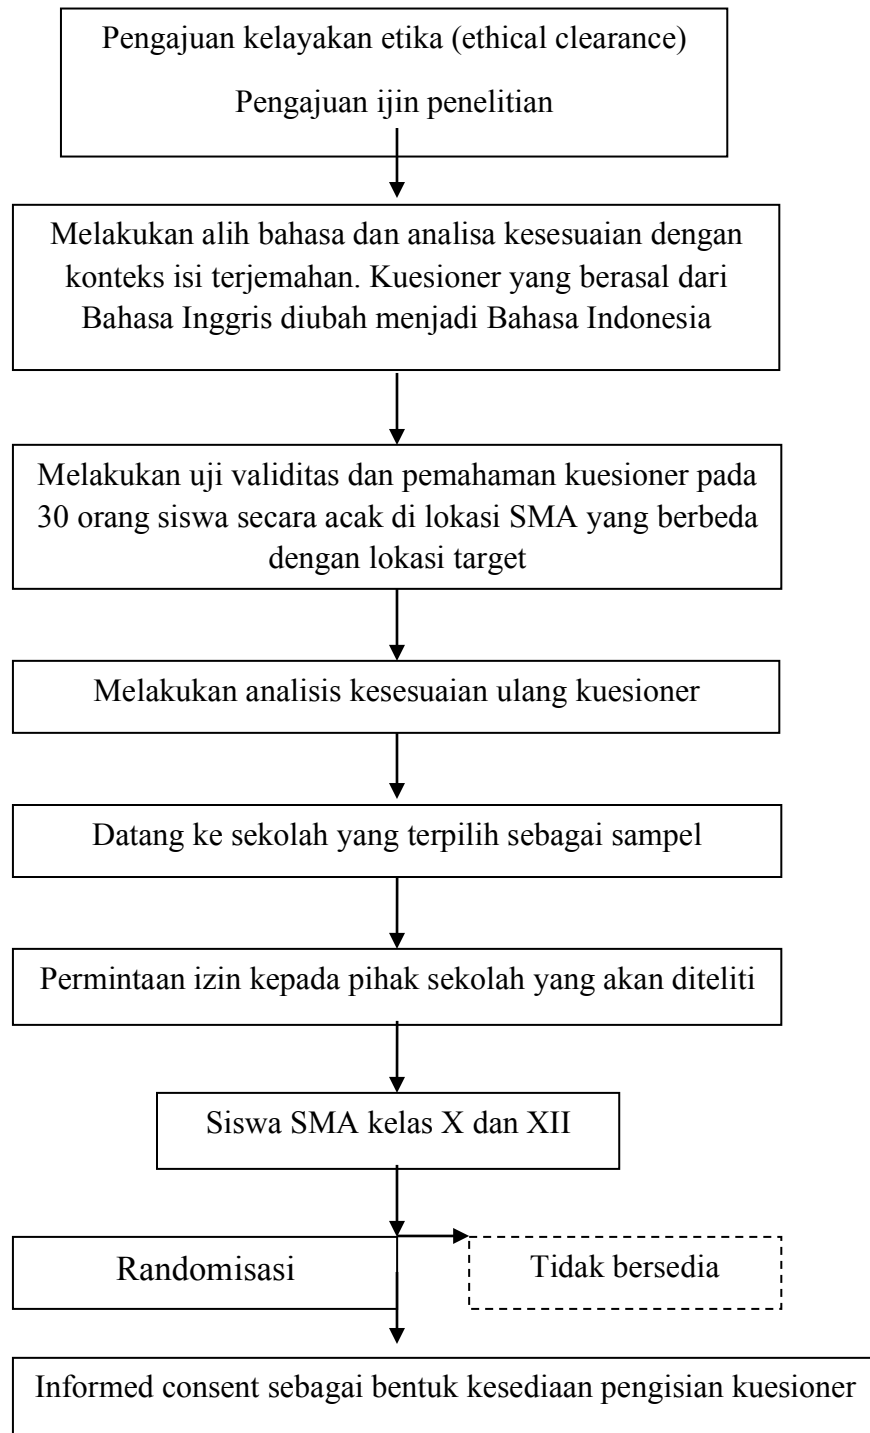 Pengajuan kelayakan etika (ethical clearance)
Pengajuan ijin penelitian
Melakukan alih bahasa dan analisa kesesuaian dengan
konteks isi terjemahan. Kuesioner yang berasal dari
Bahasa Inggris diubah menjadi Bahasa Indonesia
Melakukan uji validitas dan pemahaman kuesioner pada
30 orang siswa secara acak di lokasi SMA yang berbeda
dengan lokasi target
Melakukan analisis kesesuaian ulang kuesioner
Datang ke sekolah yang terpilih sebagai sampel
Permintaan izin kepada pihak sekolah yang akan diteliti
Siswa SMA kelas X dan XII
Randomisasi
Tidak bersedia
Informed consent sebagai bentuk kesediaan pengisian kuesioner